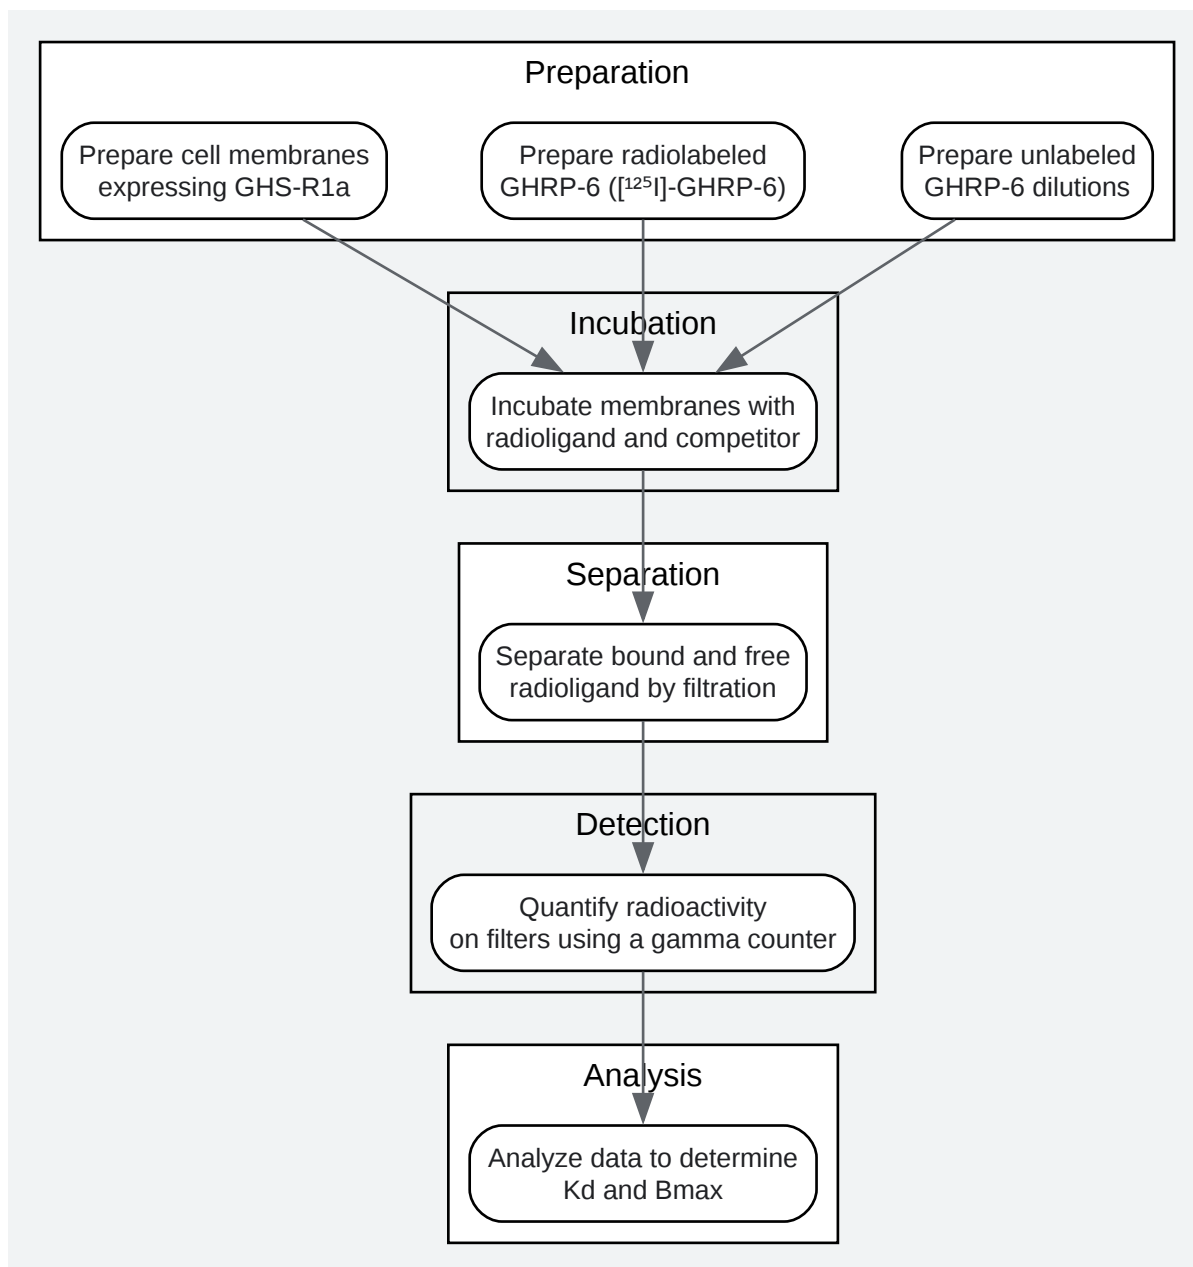 Preparation
Prepare cell membranes
expressing GHS-R1a
Prepare radiolabeled
GHRP-6 ([¹²⁵I]-GHRP-6)
Prepare unlabeled
GHRP-6 dilutions
Incubation
Incubate membranes with
radioligand and competitor
Separation
Separate bound and free
radioligand by filtration
Detection
Quantify radioactivity
on filters using a gamma counter
Analysis
Analyze data to determine
Kd and Bmax